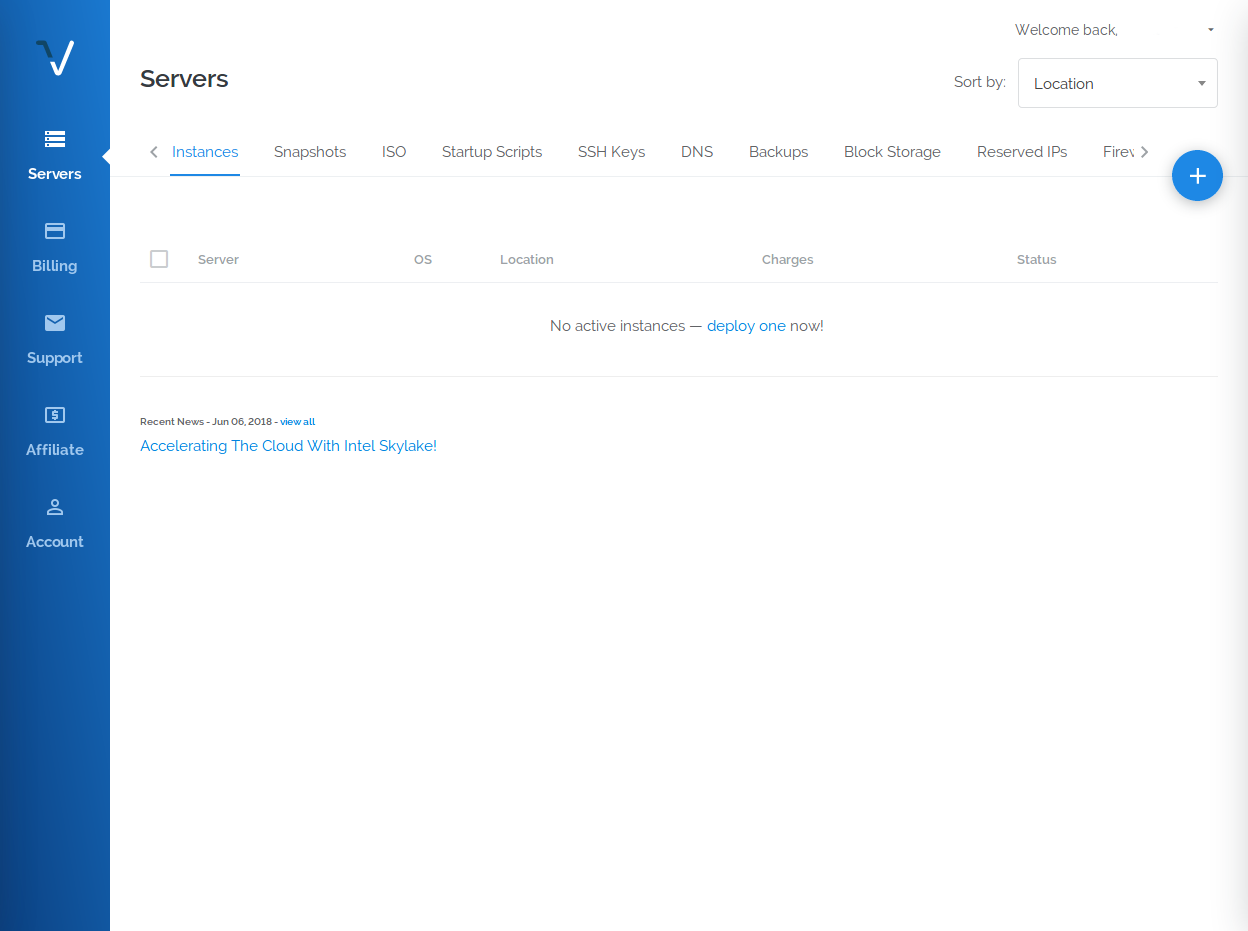 Welcome back,
Servers
Sort by: Location
Instances Snapshots ISO Startup Scripts SSH Keys DNS Backups Block Storage Reserved IPs
Servers
Billing
Support
Affiliate
Account
Server OS Location Charges Status
No active instances — deploy one now!
Recent News - Jun 06, 2018 - view all
Accelerating The Cloud With Intel Skylake!